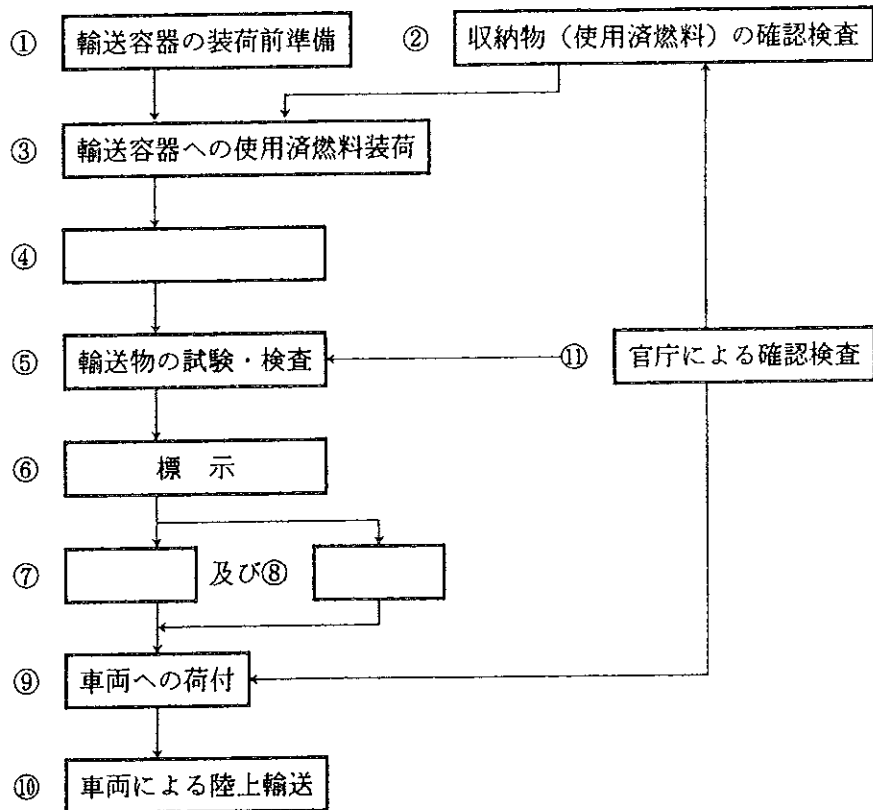 ① 輸送容器の装荷前準備
② 収納物（使用済燃料）の確認検査
③ 輸送容器への使用済燃料装荷
④
⑤ 輸送物の試験・検査
⑪ 官庁による確認検査
⑥ 標 示
⑦ 及び⑧
⑨ 車両への荷付
⑩ 車両による陸上輸送